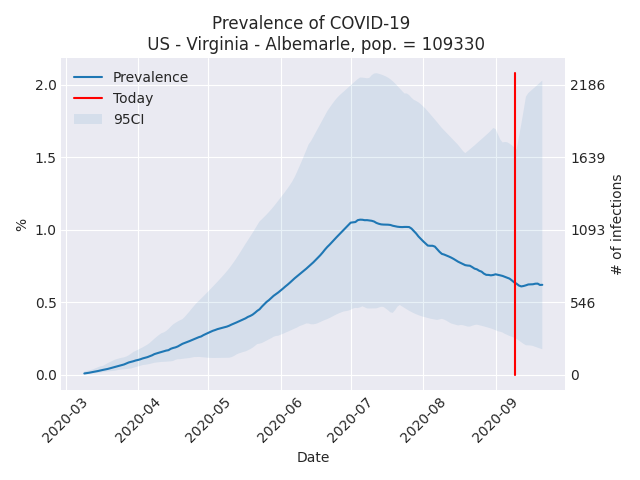 Prevalence of COVID-19
US - Virginia - Albemarle, pop. = 109330
Prevalence
Today
95CI
2.0
1.5
1.0
0.5
0.0
%
2186
1639
1093
546
0
# of infections
2020-03
2020-04
2020-05
2020-06
2020-07
2020-08
2020-09
Date